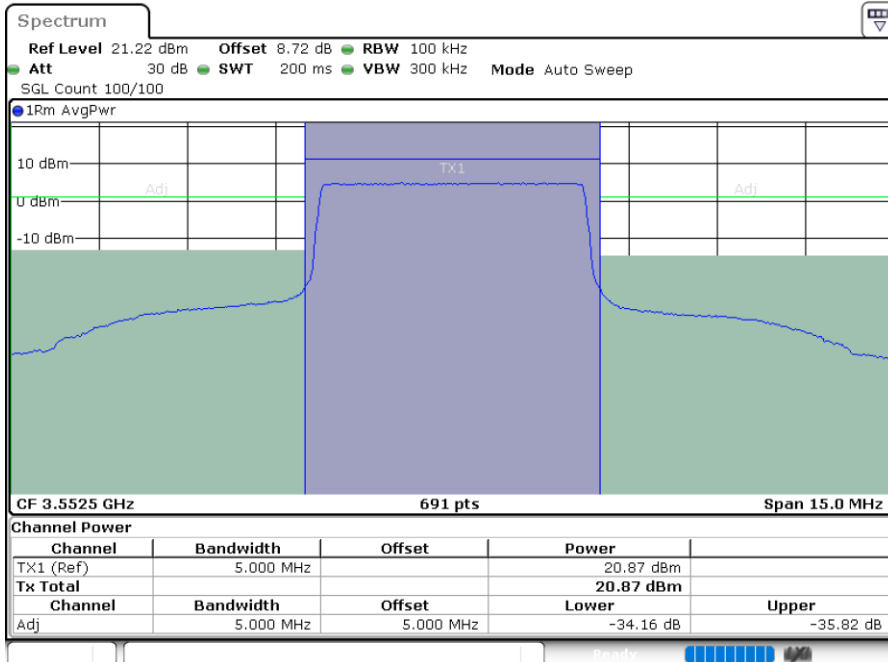 Spectrum
Ref Level 21.22 dBm Offset 8.72 dB RBW 100 kHz
Att 30 dB SWT 200 ms VBW 300 kHz Mode Auto Sweep
SGL Count 100/100
1Rm AvgPwr
10 dBm
TX1
Adj Adj
0 dBm
-10 dBm
CF 3.5525 GHz 691 pts Span 15.0 MHz
Channel Power
Channel Bandwidth Offset Power
TX1 (Ref) 5.000 MHz 20.87 dBm
Tx Total 20.87 dBm
Channel Bandwidth Offset Lower Upper
Adj 5.000 MHz 5.000 MHz -34.16 dB -35.82 dB
Ready